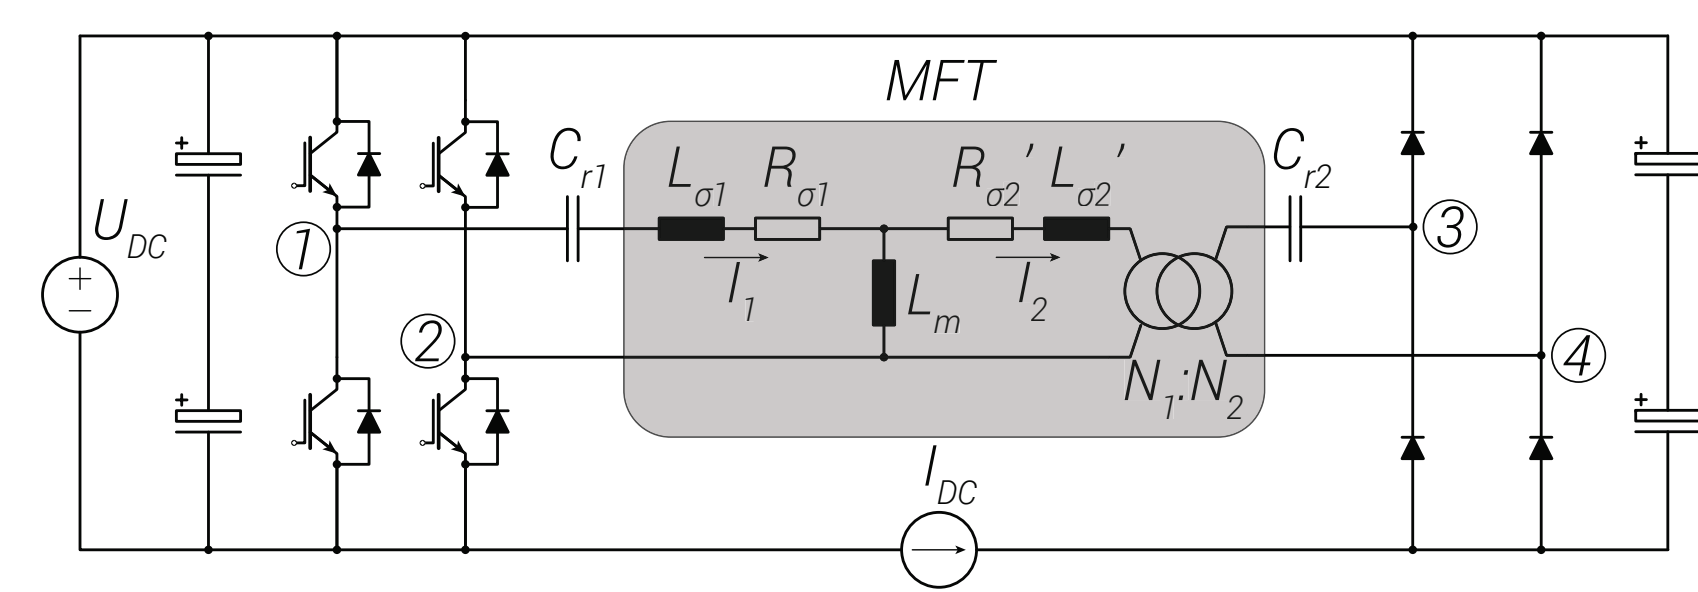 MFT
C_r1
L_σ1
R_σ1
R_σ2'
L_σ2'
C_r2
U_DC
+
−
+
+
+
+
1
2
3
4
I_1
I_2
L_m
N_1:N_2
I_DC